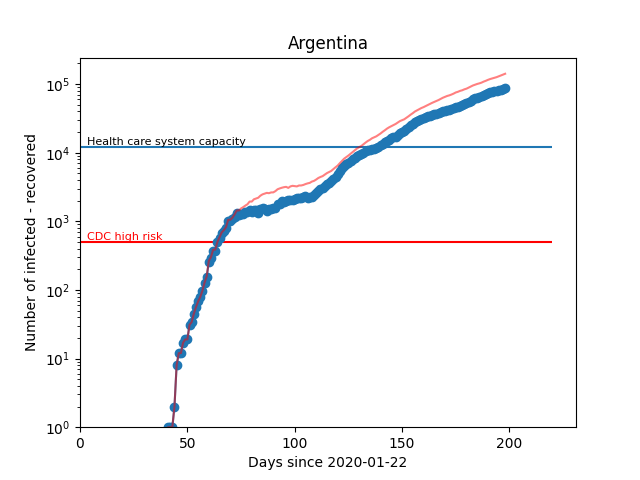 Argentina
Number of infected - recovered
10^5
10^4
10^3
10^2
10^1
10^0
Health care system capacity
CDC high risk
0 50 100 150 200
Days since 2020-01-22